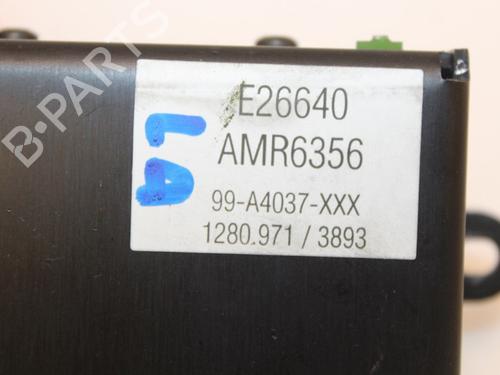 E26640
AMR6356
99-A4037-XXX
1280.971 / 3893
B-PARTS